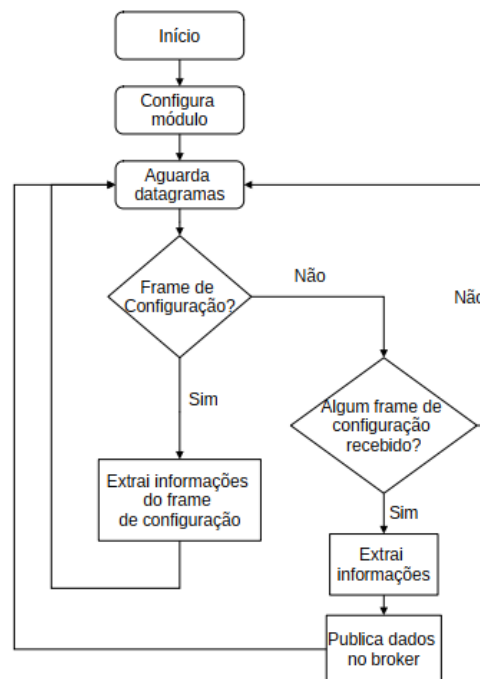 Início
Configura
módulo
Aguarda
datagramas
Frame de
Configuração?
Não
Não
Sim
Algum frame de
configuração
recebido?
Extrai informações
do frame
de configuração
Sim
Extrai
informações
Publica dados
no broker